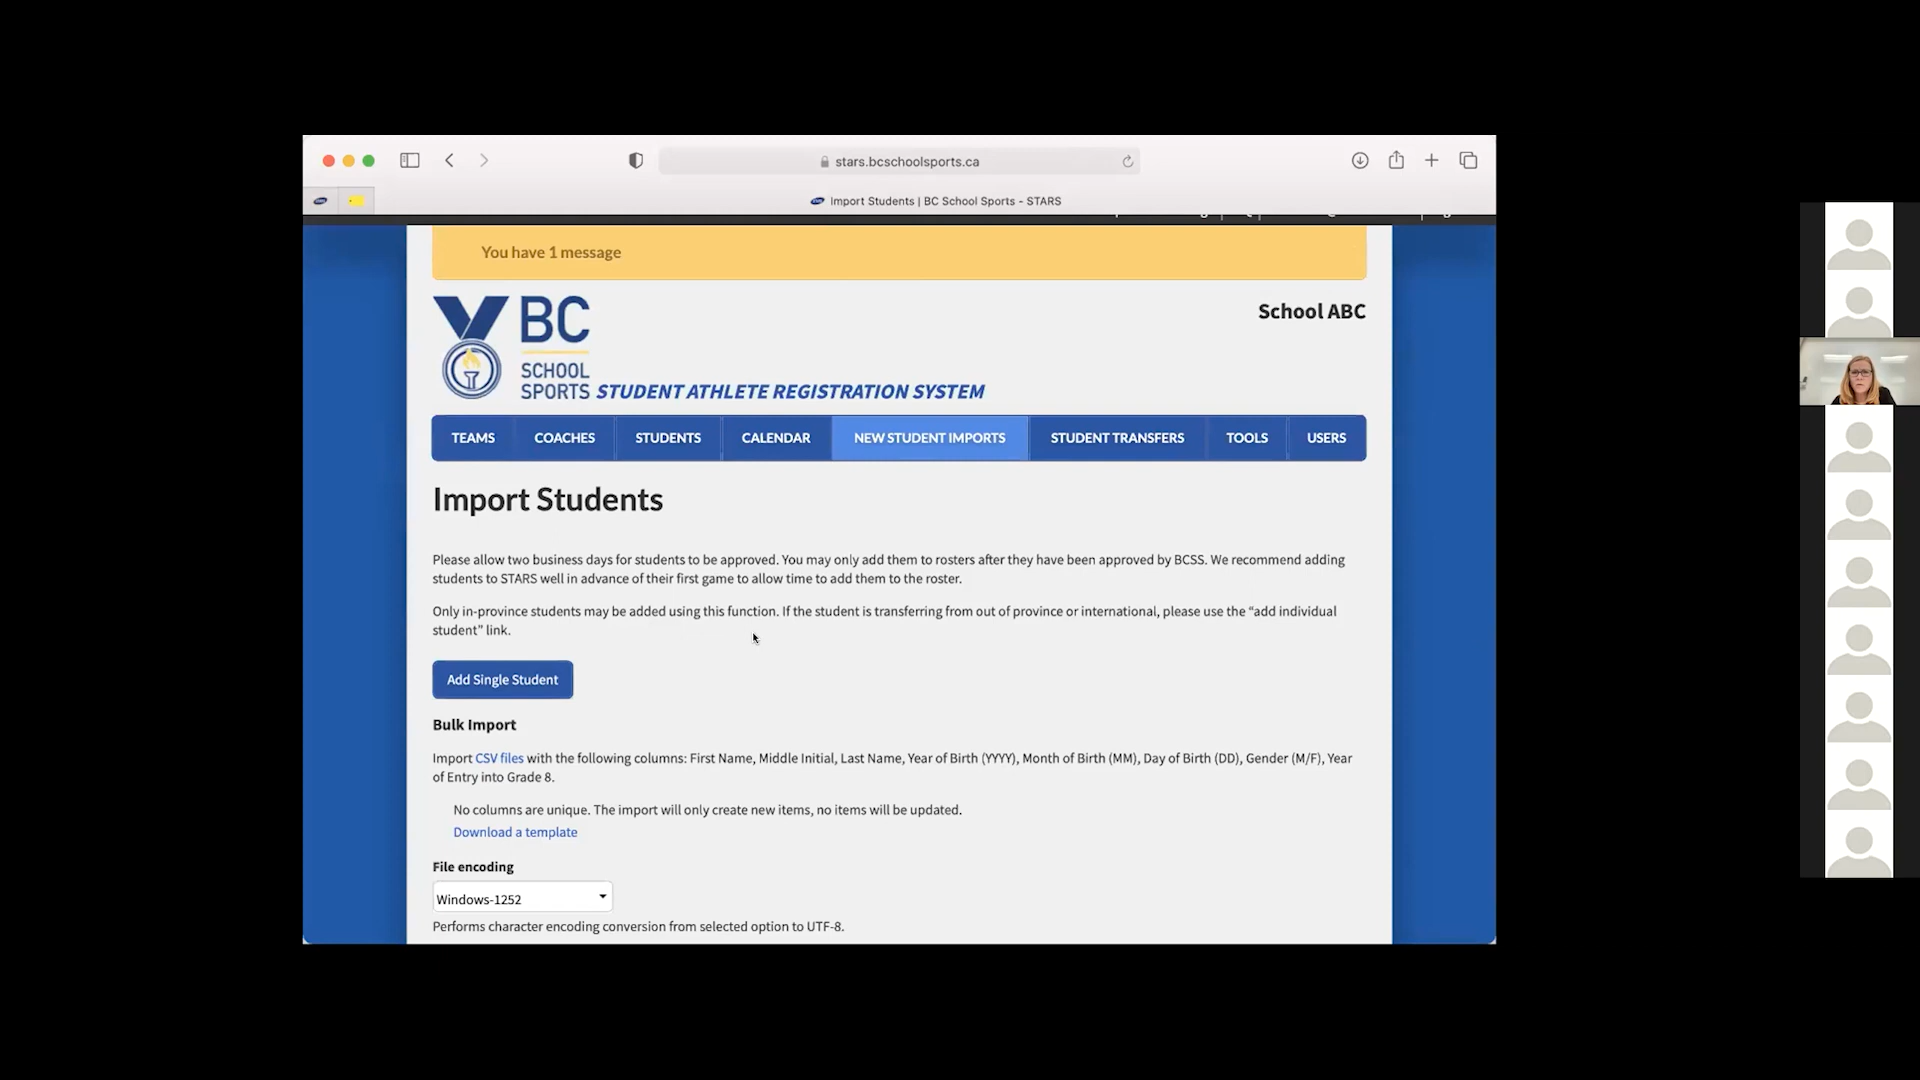 stars.bcschoolsports.ca
Import Students | BC School Sports - STARS
You have 1 message
BC
SCHOOL
SPORTS
STUDENT ATHLETE REGISTRATION SYSTEM
School ABC
TEAMS
COACHES
STUDENTS
CALENDAR
NEW STUDENT IMPORTS
STUDENT TRANSFERS
TOOLS
USERS
Import Students
Please allow two business days for students to be approved. You may only add them to rosters after they have been approved by BCSS. We recommend adding
students to STARS well in advance of their first game to allow time to add them to the roster.
Only in-province students may be added using this function. If the student is transferring from out of province or international, please use the “add individual
student” link.
Add Single Student
Bulk Import
Import CSV files with the following columns: First Name, Middle Initial, Last Name, Year of Birth (YYYY), Month of Birth (MM), Day of Birth (DD), Gender (M/F), Year
of Entry into Grade 8.
No columns are unique. The import will only create new items, no items will be updated.
Download a template
File encoding
Windows-1252
Performs character encoding conversion from selected option to UTF-8.